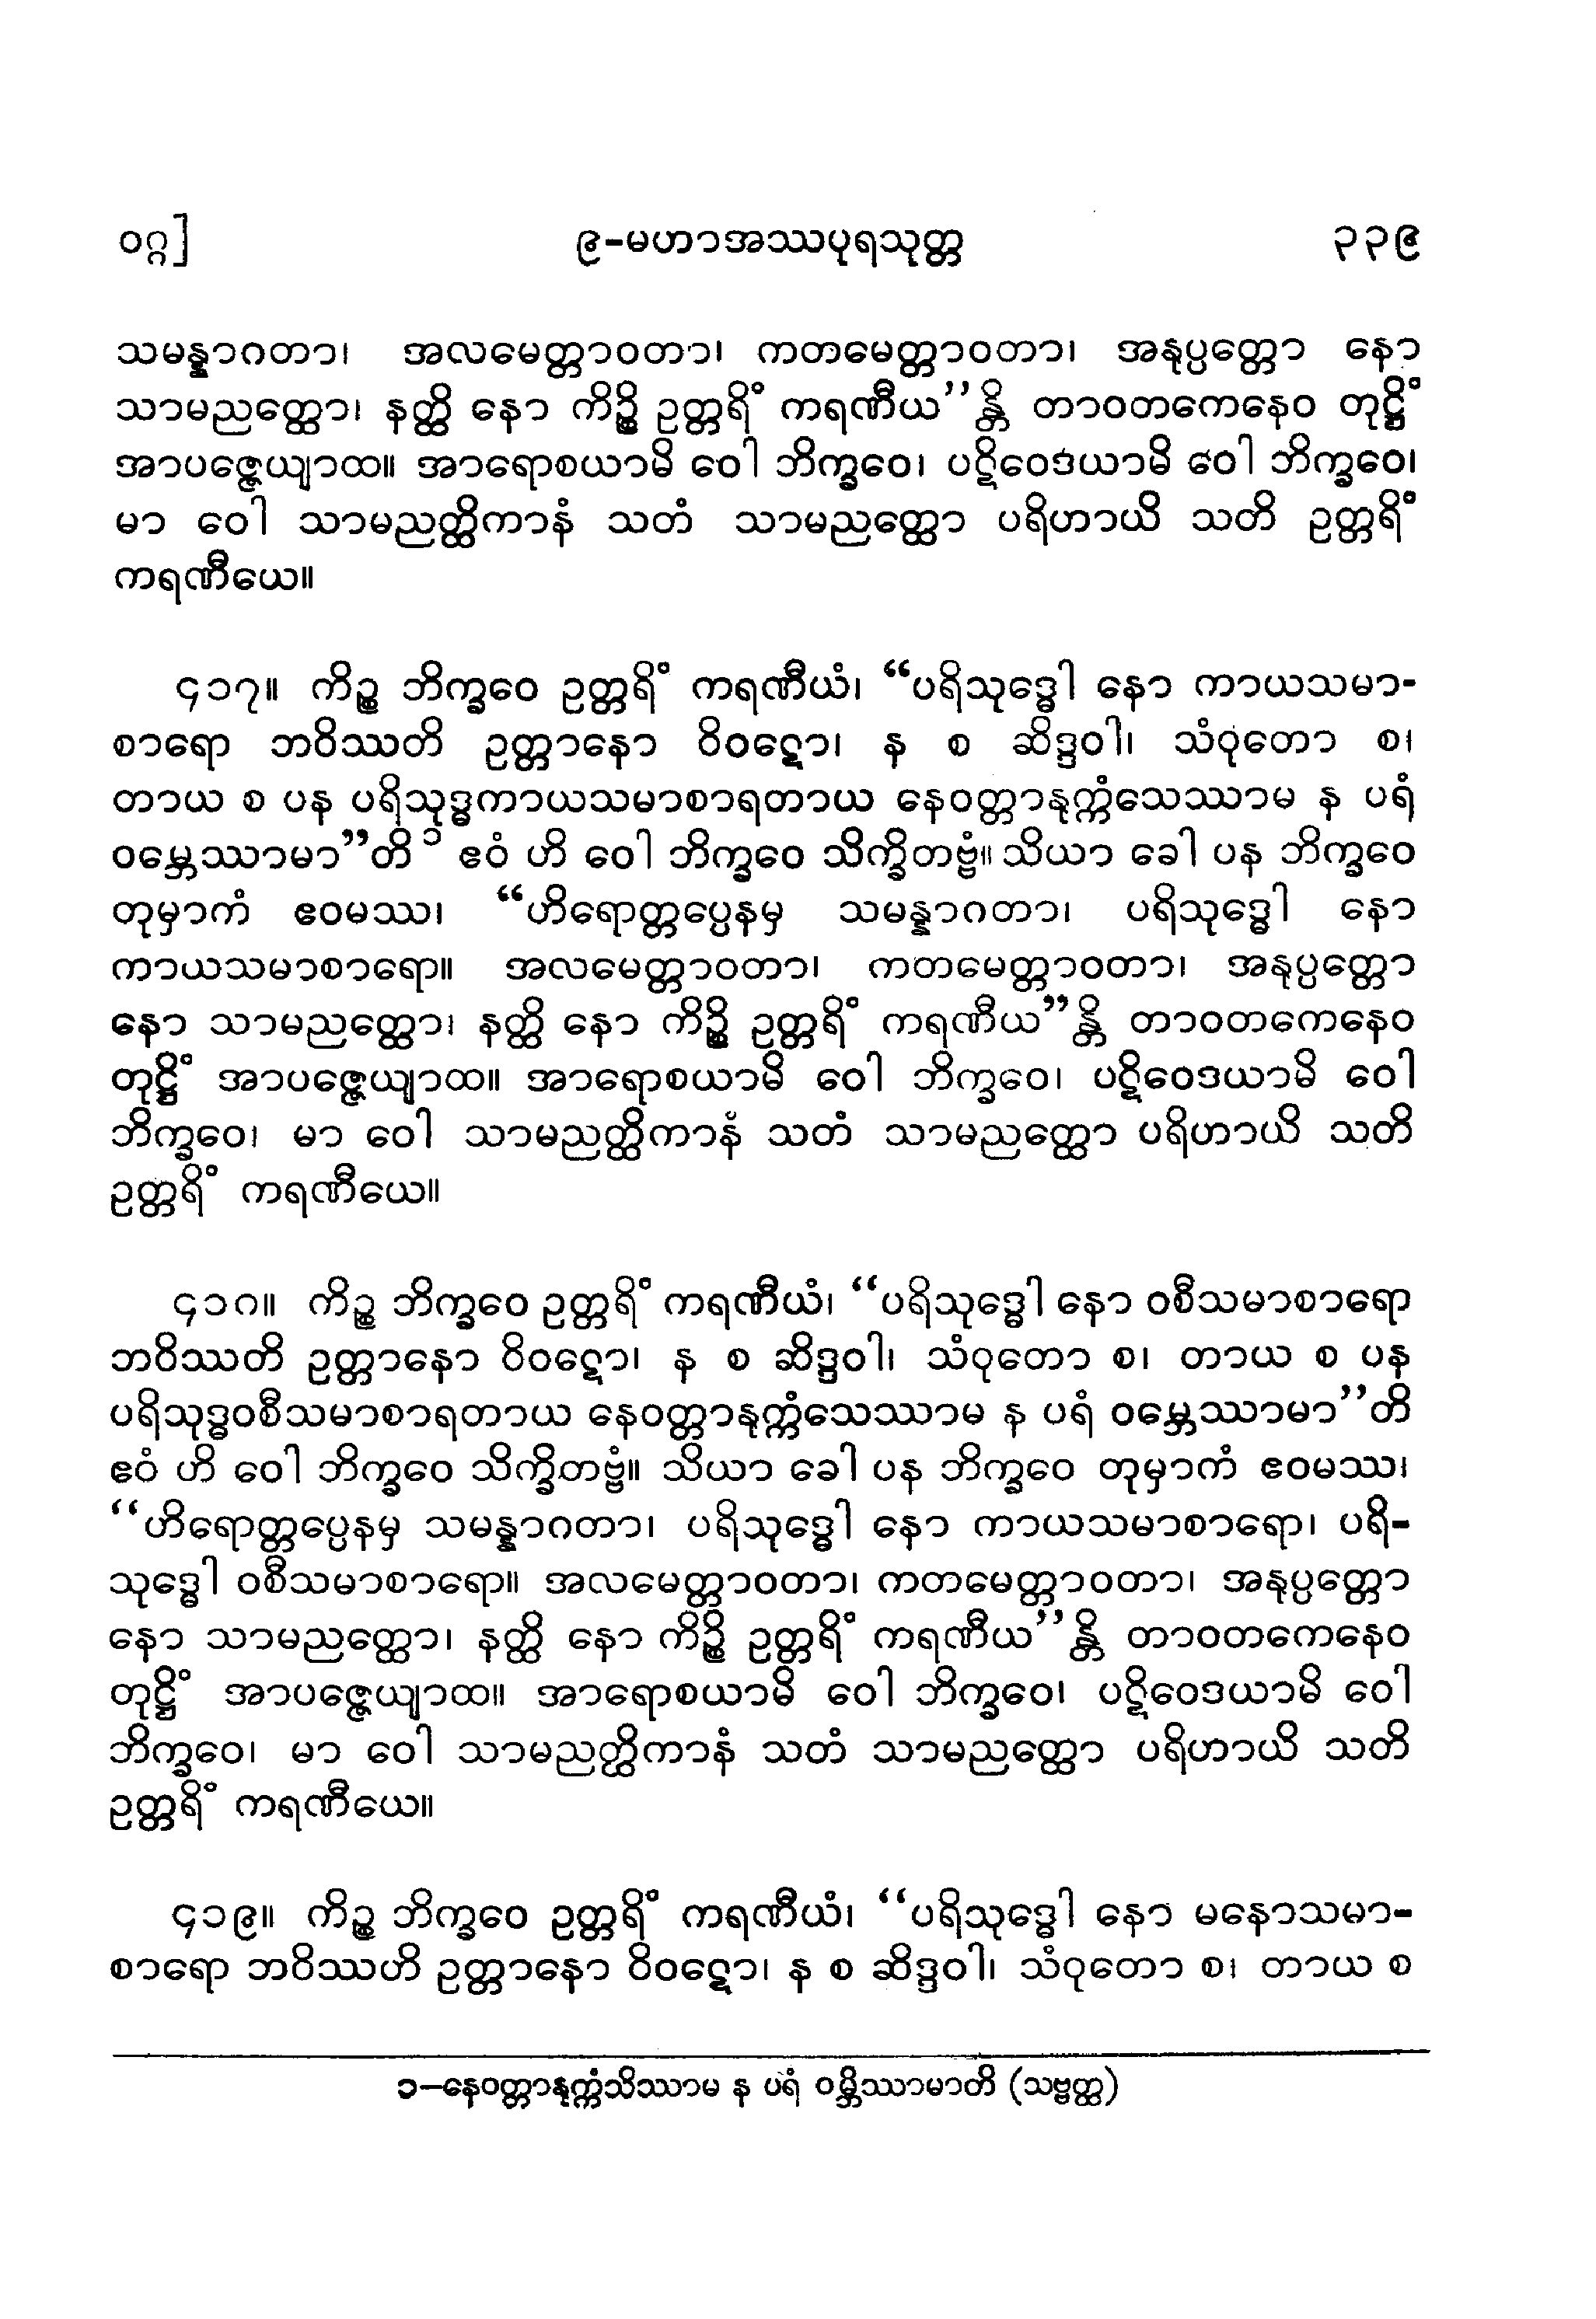 ဝဂ္ဂ]	၉-မဟာအဿပုရသုတ္တ	၃၃၉
သမန္နာဂတာ၊ အလမေတ္တာဝတာ၊ ကတမေတ္တာဝတာ၊ အနုပ္ပတ္တော နော
သာမညတ္ထော၊ နတ္ထိ နော ကိဉ္စိ ဥတ္တရိံ ကရဏီယ”န္တိ တာဝတကေနေဝ တုဋ္ဌိံ
အာပဇ္ဇေယျာထ။ အာရောစယာမိ ဝေါ ဘိက္ခဝေ၊ ပဋိဝေဒယာမိ ဝေါ ဘိက္ခဝေ၊
မာ ဝေါ သာမညတ္ထိကာနံ သတံ သာမညတ္ထော ပရိဟာယိ သတိ ဥတ္တရိံ
ကရဏီယေ။
၄၁၇။ ကိဉ္စ ဘိက္ခဝေ ဥတ္တရိံ ကရဏီယံ၊ “ပရိသုဒ္ဓေါ နော ကာယသမာ-
စာရော ဘဝိဿတိ ဥတ္တာနော ဝိဝဋော၊ န စ ဆိဒ္ဒဝါ၊ သံဝုတော စ၊
တာယ စ ပန ပရိသုဒ္ဓကာယသမာစာရတာယ နေဝတ္တာနုက္ကံသေဿာမ န ပရံ
ဝမ္ဘေဿာမာ”တိ ၁ ဧဝံ ဟိ ဝေါ ဘိက္ခဝေ သိက္ခိတဗ္ဗံ။ သိယာ ခေါ ပန ဘိက္ခဝေ
တုမှာကံ ဧဝမဿ၊ “ဟိရောတ္တပ္ပေနမှ သမန္နာဂတာ၊ ပရိသုဒ္ဓေါ နော
ကာယသမာစာရော။ အလမေတ္တာဝတာ၊ ကတမေတ္တာဝတာ၊ အနုပ္ပတ္တော
နော သာမညတ္ထော၊ နတ္ထိ နော ကိဉ္စိ ဥတ္တရိံ ကရဏီယ”န္တိ တာဝတကေနေဝ
တုဋ္ဌိံ အာပဇ္ဇေယျာထ။ အာရောစယာမိ ဝေါ ဘိက္ခဝေ၊ ပဋိဝေဒယာမိ ဝေါ
ဘိက္ခဝေ၊ မာ ဝေါ သာမညတ္ထိကာနံ သတံ သာမညတ္ထော ပရိဟာယိ သတိ
ဥတ္တရိံ ကရဏီယေ။
၄၁၈။ ကိဉ္စ ဘိက္ခဝေ ဥတ္တရိံ ကရဏီယံ၊ “ပရိသုဒ္ဓေါ နော ဝစီသမာစာရော
ဘဝိဿတိ ဥတ္တာနော ဝိဝဋော၊ န စ ဆိဒ္ဒဝါ၊ သံဝုတော စ၊ တာယ စ ပန
ပရိသုဒ္ဓဝစီသမာစာရတာယ နေဝတ္တာနုက္ကံသေဿာမ န ပရံ ဝမ္ဘေဿာမာ”တိ
ဧဝံ ဟိ ဝေါ ဘိက္ခဝေ သိက္ခိတဗ္ဗံ။ သိယာ ခေါ ပန ဘိက္ခဝေ တုမှာကံ ဧဝမဿ၊
“ဟိရောတ္တပ္ပေနမှ သမန္နာဂတာ၊ ပရိသုဒ္ဓေါ နော ကာယသမာစာရော၊ ပရိ-
သုဒ္ဓေါ ဝစီသမာစာရော။ အလမေတ္တာဝတာ၊ ကတမေတ္တာဝတာ၊ အနုပ္ပတ္တော
နော သာမညတ္ထော၊ နတ္ထိ နော ကိဉ္စိ ဥတ္တရိံ ကရဏီယ”န္တိ တာဝတကေနေဝ
တုဋ္ဌိံ အာပဇ္ဇေယျာထ။ အာရောစယာမိ ဝေါ ဘိက္ခဝေ၊ ပဋိဝေဒယာမိ ဝေါ
ဘိက္ခဝေ၊ မာ ဝေါ သာမညတ္ထိကာနံ သတံ သာမညတ္ထော ပရိဟာယိ သတိ
ဥတ္တရိံ ကရဏီယေ။
၄၁၉။ ကိဉ္စ ဘိက္ခဝေ ဥတ္တရိံ ကရဏီယံ၊ “ပရိသုဒ္ဓေါ နော မနောသမာ-
စာရော ဘဝိဿဟိ ဥတ္တာနော ဝိဝဋော၊ န စ ဆိဒ္ဒဝါ၊ သံဝုတော စ၊ တာယ စ
၁—နေဝတ္တာနုက္ကံသိဿာမ န ပရံ ဝမ္ဘိဿာမာတိ (သဗ္ဗတ္ထ)